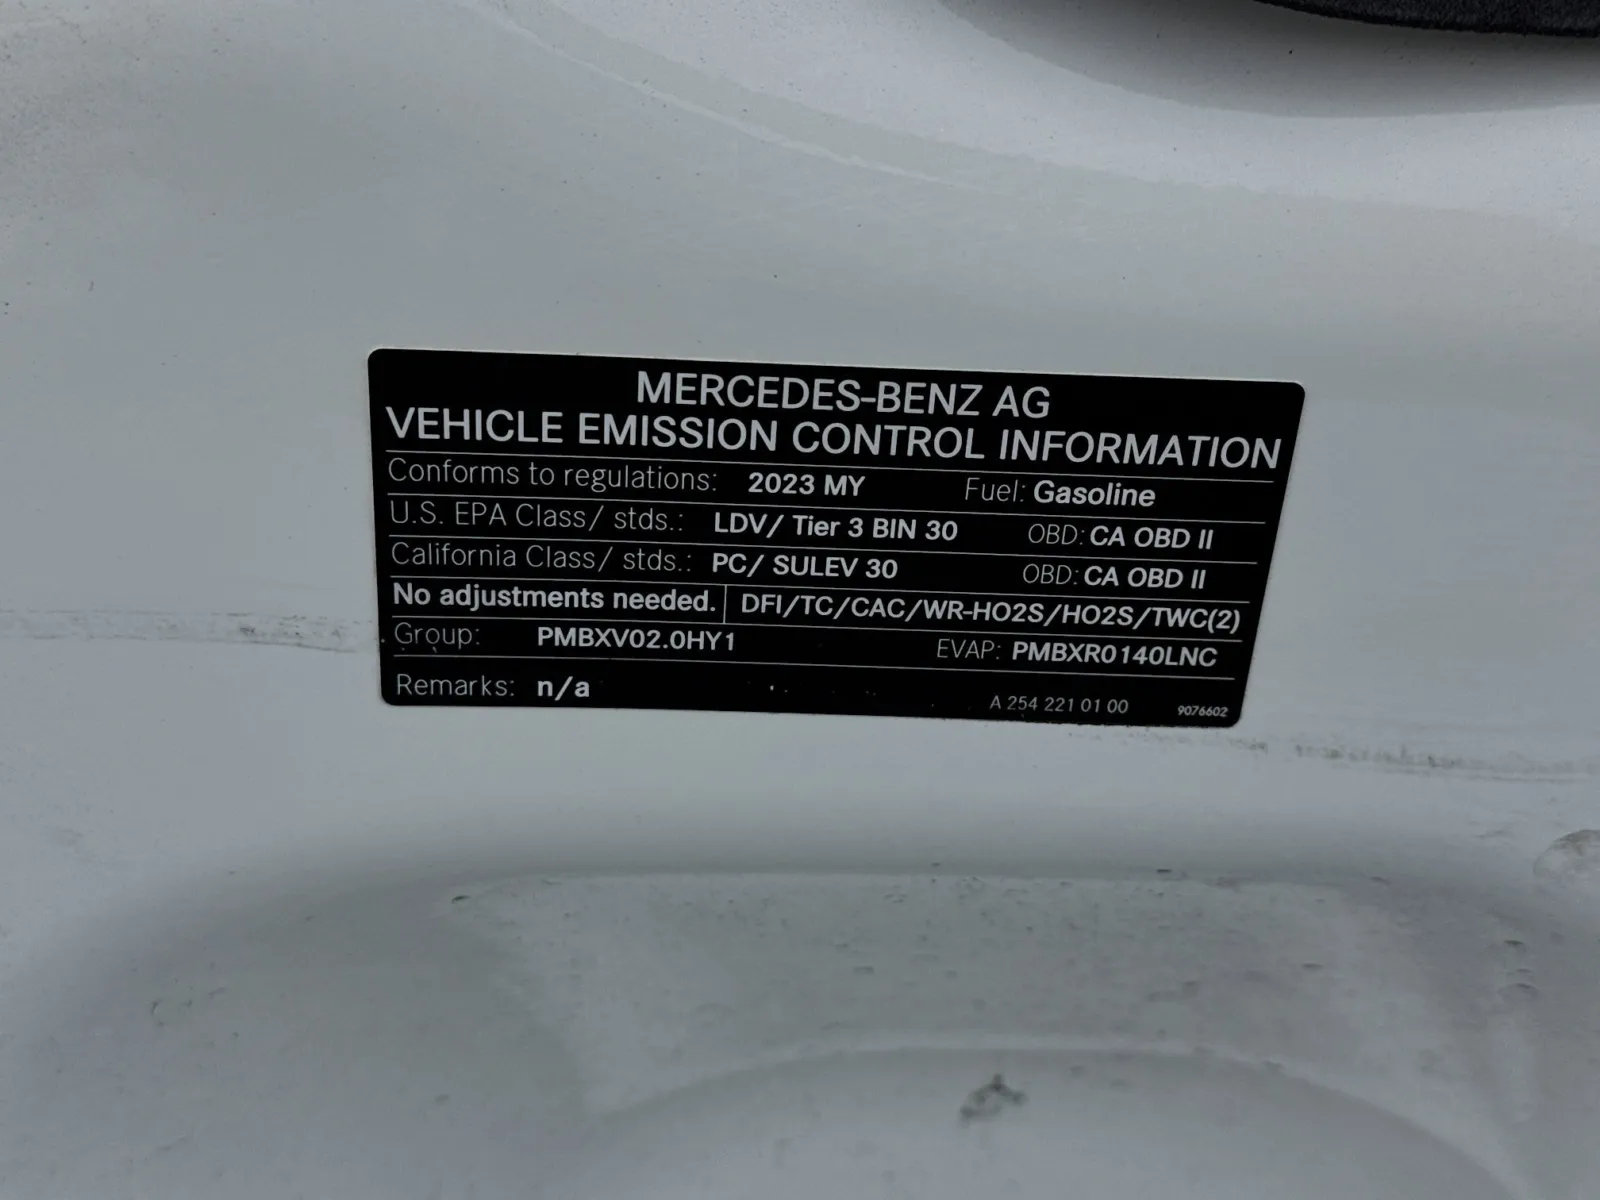 MERCEDES-BENZ AG
VEHICLE EMISSION CONTROL INFORMATION
Conforms to regulations: 2023 MY Fuel: Gasoline
U.S. EPA Class/ stds.: LDV/ Tier 3 BIN 30 OBD: CA OBD II
California Class/ stds.: PC/ SULEV 30 OBD: CA OBD II
No adjustments needed. DFI/TC/CAC/WR-HO2S/HO2S/TWC(2)
Group: PMBXV02.0HY1 EVAP: PMBXR0140LNC
Remarks: n/a A 254 221 01 00 9076602